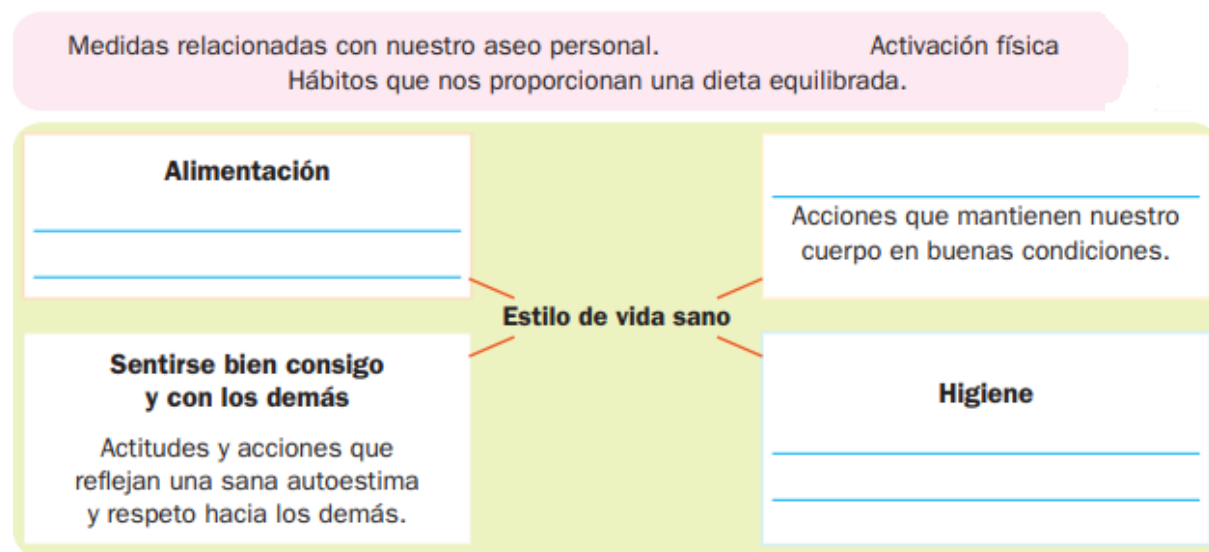 Medidas relacionadas con nuestro aseo personal. Activación física
Hábitos que nos proporcionan una dieta equilibrada.
Alimentación
Acciones que mantienen nuestro
cuerpo en buenas condiciones.
Estilo de vida sano
Sentirse bien consigo
y con los demás
Actitudes y acciones que
reflejan una sana autoestima
y respeto hacia los demás.
Higiene